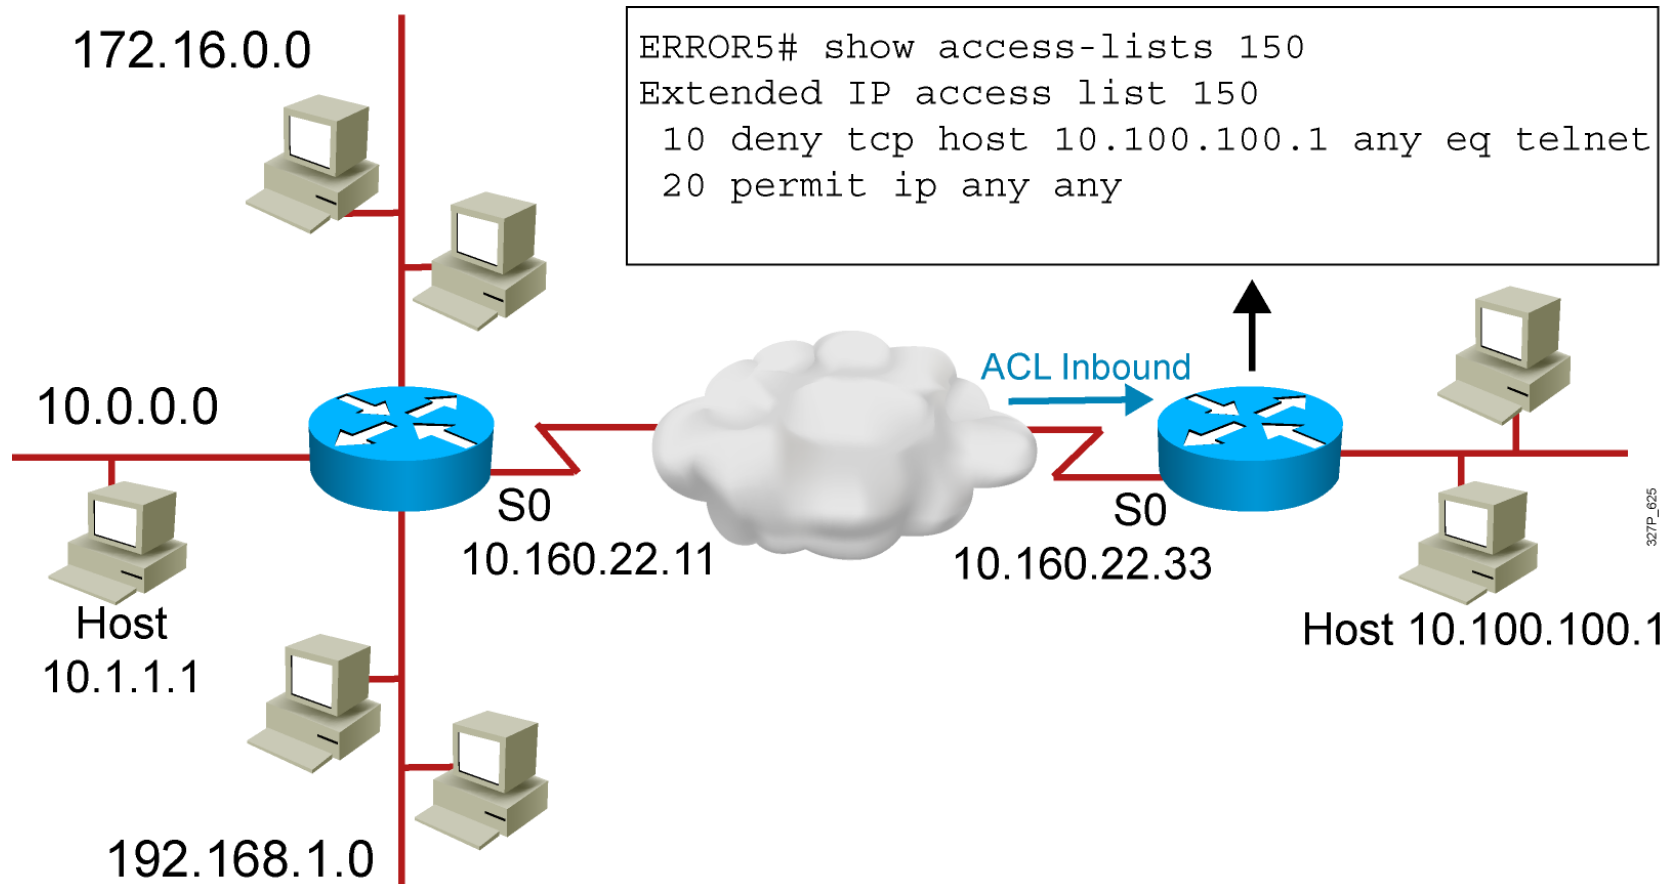 172.16.0.0
ERROR5# show access-lists 150
Extended IP access list 150
10 deny tcp host 10.100.100.1 any eq telnet
20 permit ip any any
10.0.0.0
ACL Inbound
S0
10.160.22.11
S0
10.160.22.33
Host
10.1.1.1
Host 10.100.100.1
192.168.1.0
327P_625